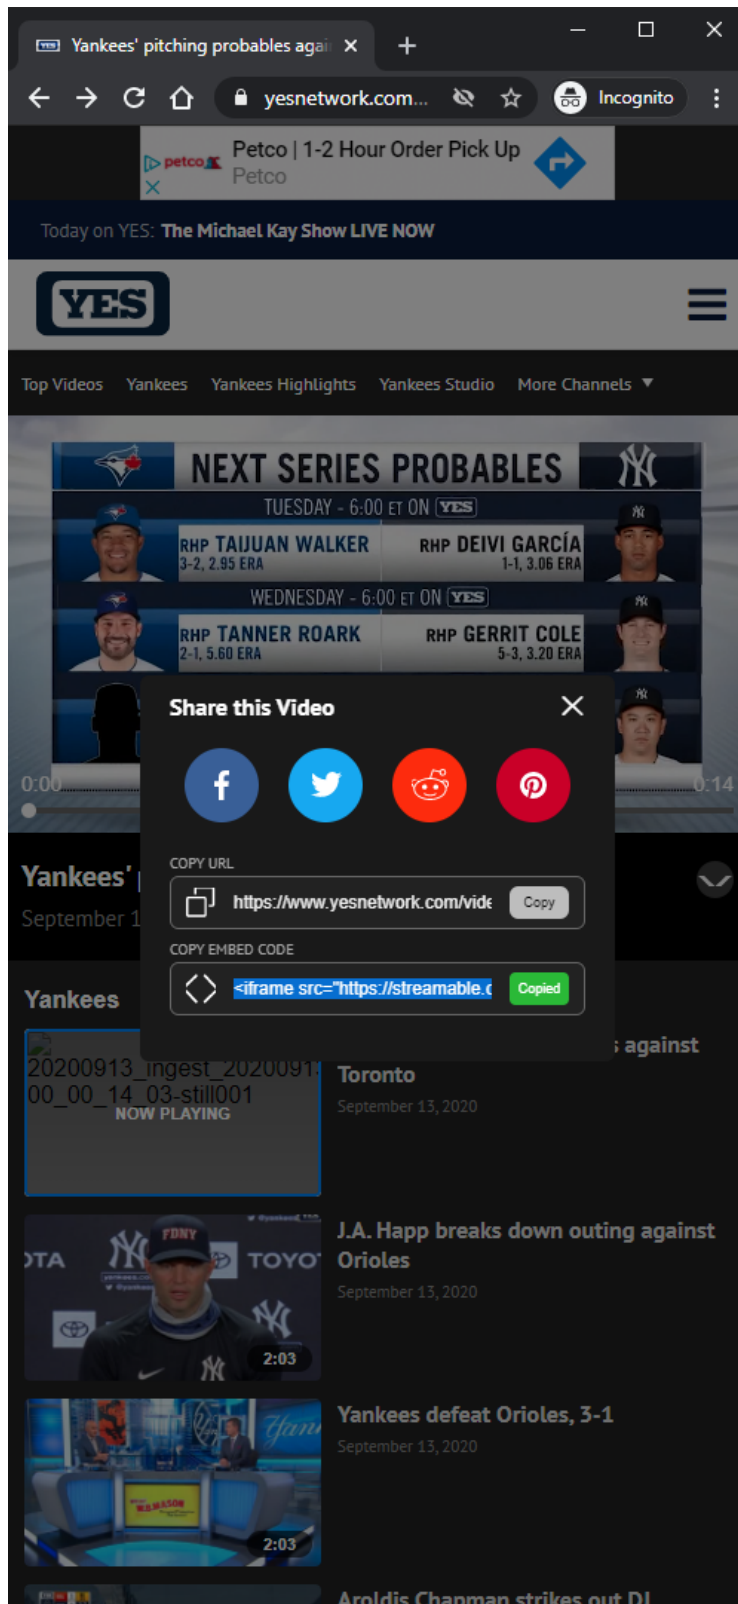 YES Yankees' pitching probables agai
yesnetwork.com...
Incognito
petco
Petco | 1-2 Hour Order Pick Up
Petco
Today on YES: The Michael Kay Show LIVE NOW
YES
Top Videos Yankees Yankees Highlights Yankees Studio More Channels
NEXT SERIES PROBABLES
TUESDAY - 6:00 ET ON YES
RHP TAIJUAN WALKER RHP DEIVI GARCÍA
3-2, 2.95 ERA 1-1, 3.06 ERA
WEDNESDAY - 6:00 ET ON YES
RHP TANNER ROARK RHP GERRIT COLE
2-1, 5.60 ERA 5-3, 3.20 ERA
Share this Video
0:00 0:14
COPY URL
Yankees' p
https://www.yesnetwork.com/vide Copy
September 1
COPY EMBED CODE
<iframe src="https://streamable.c Copied
Yankees
s against
Toronto
September 13, 2020
20200913_ingest_2020091
00_00_14_03-still001
NOW PLAYING
J.A. Happ breaks down outing against
Orioles
September 13, 2020
FDNY
OTA
TOYO
2:03
Yankees defeat Orioles, 3-1
September 13, 2020
2:03
Aroldis Chapman strikes out DJ